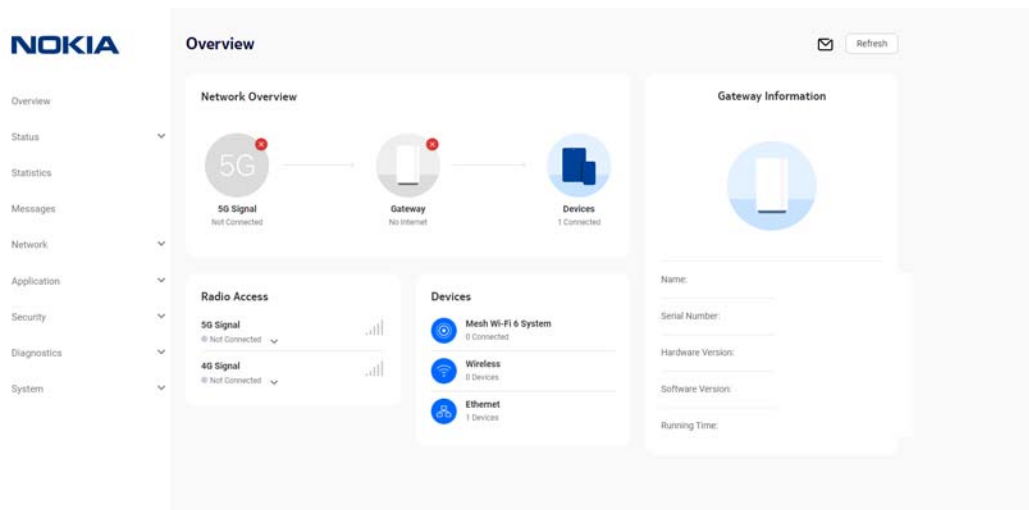 NOKIA
Overview
Status
Statistics
Messages
Network
Application
Security
Diagnostics
System
Overview
Refresh
Network Overview
5G
5G Signal
Not Connected
Gateway
No Internet
Devices
1 Connected
Radio Access
5G Signal
Not Connected
4G Signal
Not Connected
Devices
Mesh Wi-Fi 6 System
0 Connected
Wireless
0 Devices
Ethernet
1 Devices
Gateway Information
Name:
Serial Number:
Hardware Version:
Software Version:
Running Time: